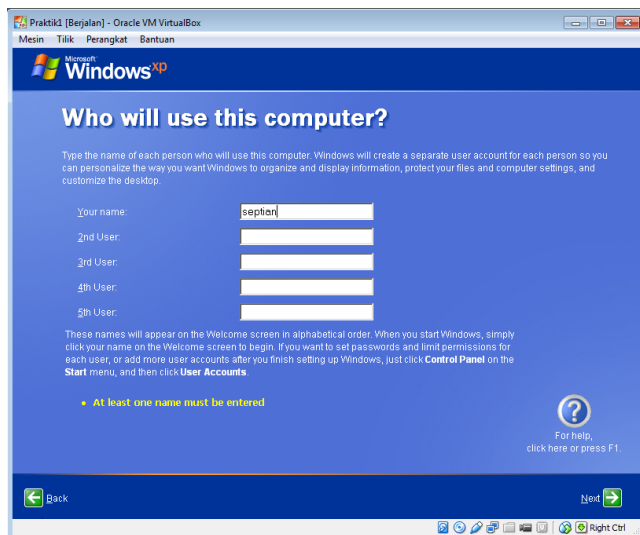 Praktik1 [Berjalan] - Oracle VM VirtualBox
Mesin Tilik Perangkat Bantuan
Microsoft
Windows xp
Who will use this computer?
Type the name of each person who will use this computer. Windows will create a separate user account for each person so you
can personalize the way you want Windows to organize and display information, protect your files and computer settings, and
customize the desktop.
Your name: septian
2nd User:
3rd User:
4th User:
5th User:
These names will appear on the Welcome screen in alphabetical order. When you start Windows, simply
click your name on the Welcome screen to begin. If you want to set passwords and limit permissions for
each user, or add more user accounts after you finish setting up Windows, just click Control Panel on the
Start menu, and then click User Accounts.
• At least one name must be entered
For help,
click here or press F1.
Back Next
Right Ctrl